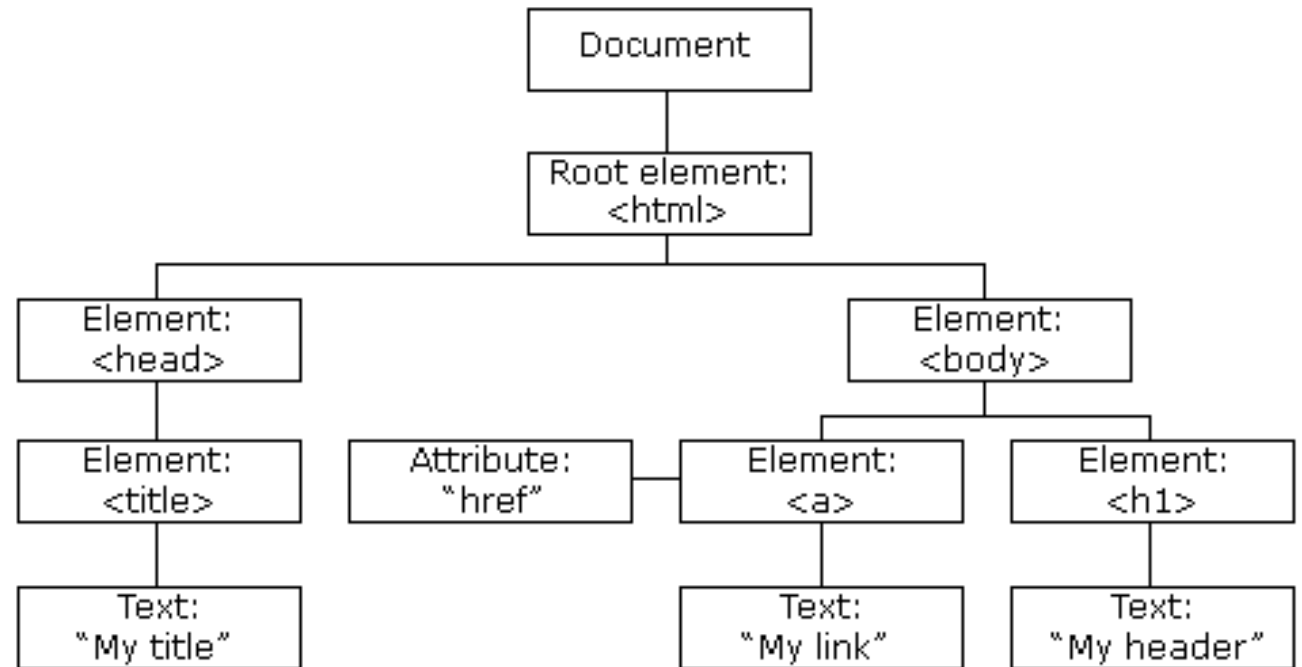 Document
Root element:
<html>
Element:
<head>
Element:
<body>
Element:
<title>
Attribute:
“href”
Element:
<a>
Element:
<h1>
Text:
“My title”
Text:
“My link”
Text:
“My header”